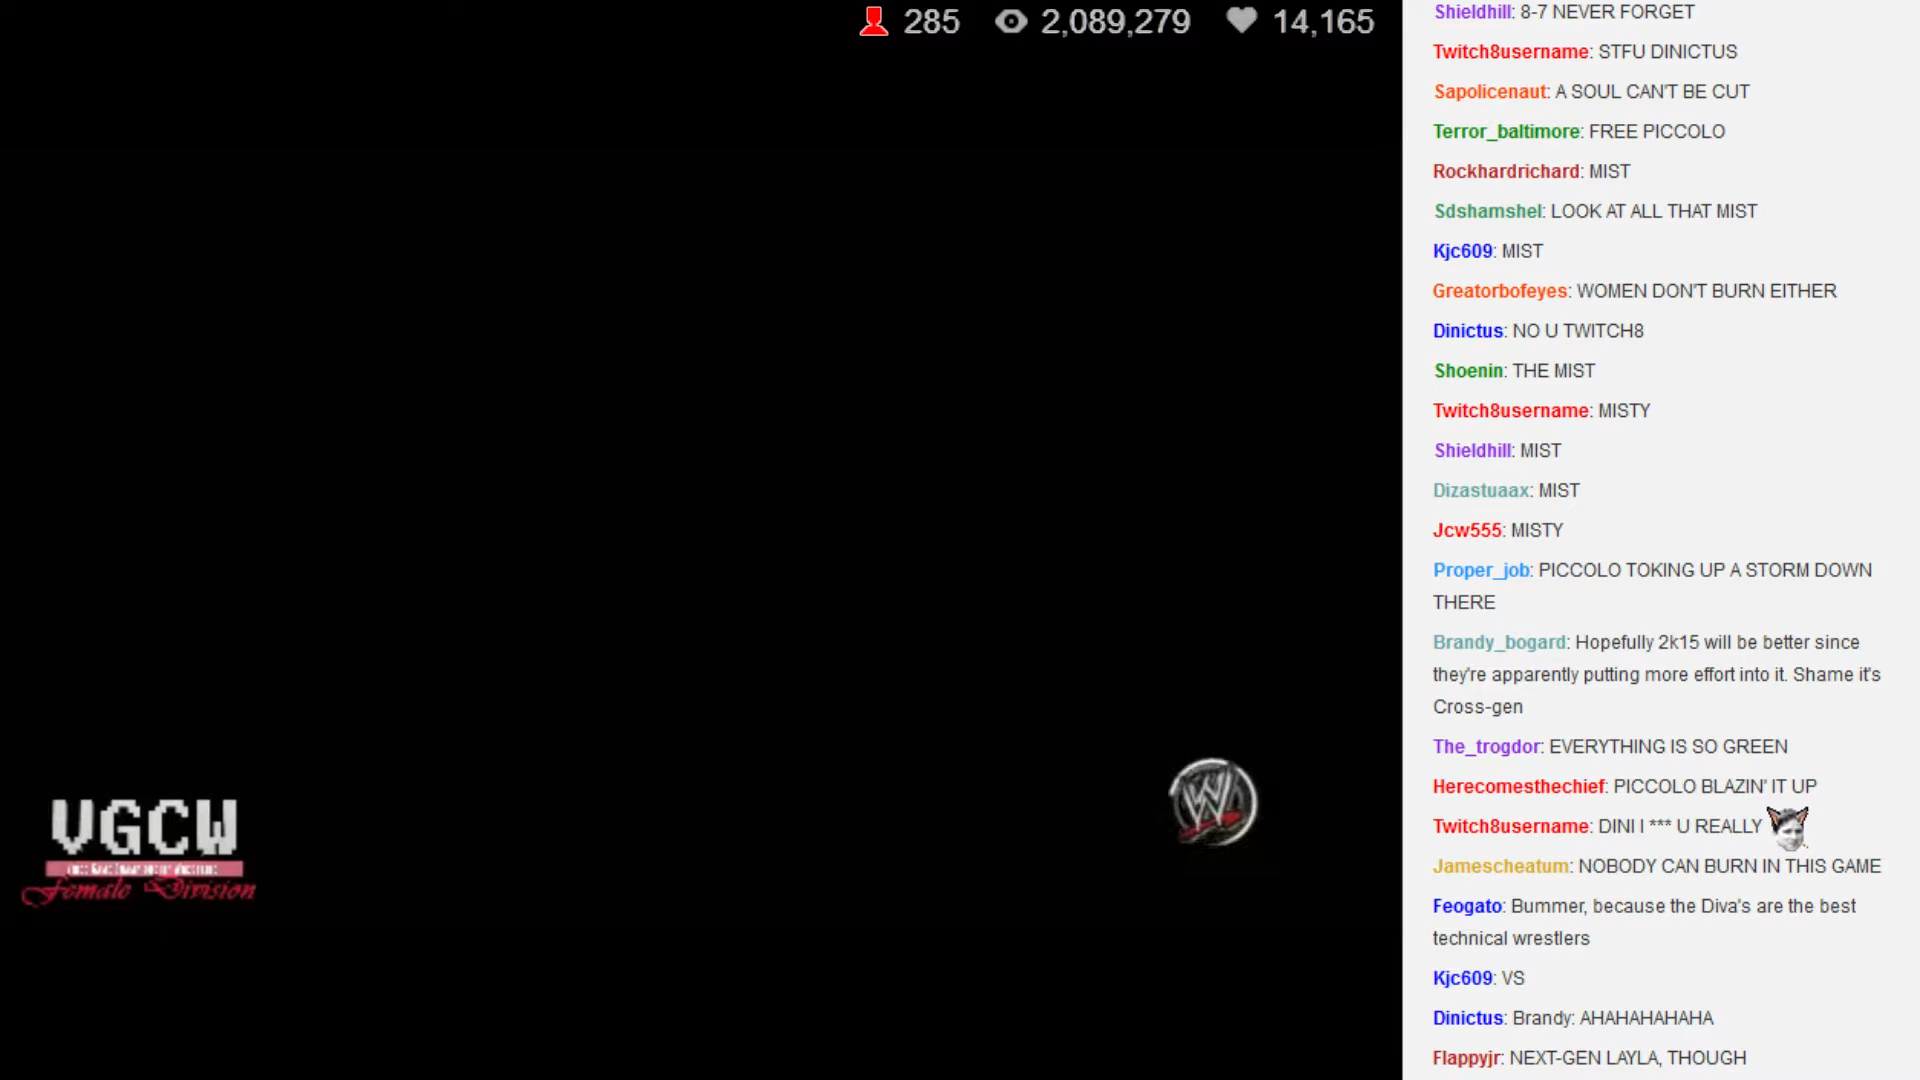 285 2,089,279 14,165
Shieldhill: 8-7 NEVER FORGET
Twitch8username: STFU DINICTUS
Sapolicenaut: A SOUL CAN'T BE CUT
Terror_baltimore: FREE PICCOLO
Rockhardrichard: MIST
Sdshamshel: LOOK AT ALL THAT MIST
Kjc609: MIST
Greatorbofeyes: WOMEN DON'T BURN EITHER
Dinictus: NO U TWITCH8
Shoenin: THE MIST
Twitch8username: MISTY
Shieldhill: MIST
Dizastuaax: MIST
Jcw555: MISTY
Proper_job: PICCOLO TOKING UP A STORM DOWN
THERE
Brandy_bogard: Hopefully 2k15 will be better since
they're apparently putting more effort into it. Shame it's
Cross-gen
The_trogdor: EVERYTHING IS SO GREEN
Herecomesthechief: PICCOLO BLAZIN' IT UP
Twitch8username: DINI I *** U REALLY
Jamescheatum: NOBODY CAN BURN IN THIS GAME
Feogato: Bummer, because the Diva's are the best
technical wrestlers
Kjc609: VS
Dinictus: Brandy: AHAHAHAHAHA
Flappyjr: NEXT-GEN LAYLA, THOUGH
VGCW
Female Division
W